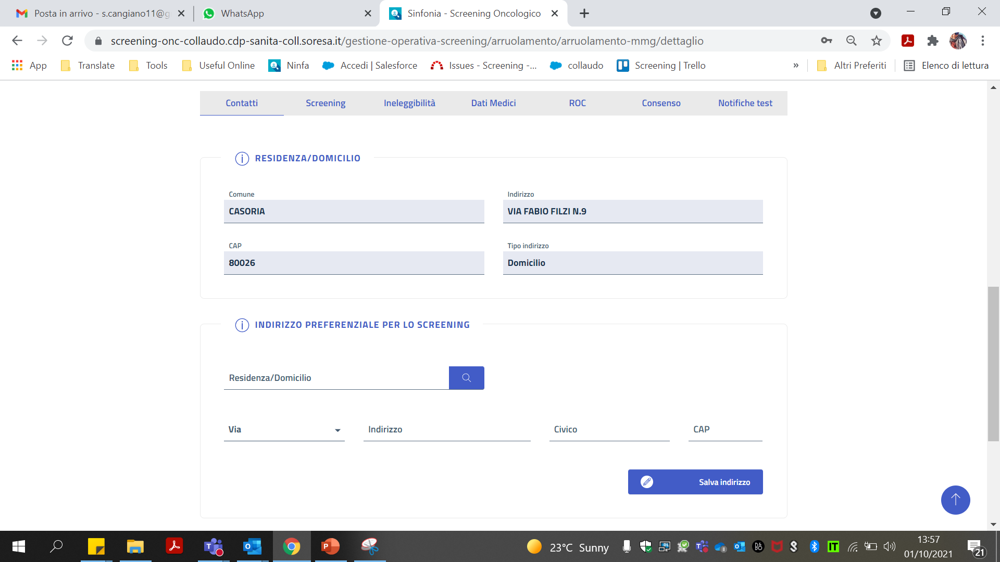 Posta in arrivo - s.cangiano11@g
WhatsApp
Sinfonia - Screening Oncologico
screening-onc-collaudo.cdp-sanita-coll.soresa.it/gestione-operativa-screening/arruolamento/arruolamento-mmg/dettaglio
App
Translate
Tools
Useful Online
Ninfa
Accedi | Salesforce
Issues - Screening -...
collaudo
Screening | Trello
»
Altri Preferiti
Elenco di lettura
Contatti
Screening
Ineleggibilità
Dati Medici
ROC
Consenso
Notifiche test
RESIDENZA/DOMICILIO
Comune
CASORIA
Indirizzo
VIA FABIO FILZI N.9
CAP
80026
Tipo indirizzo
Domicilio
INDIRIZZO PREFERENZIALE PER LO SCREENING
Residenza/Domicilio
Via
Indirizzo
Civico
CAP
Salva indirizzo
23°C Sunny
IT
13:57
01/10/2021
21